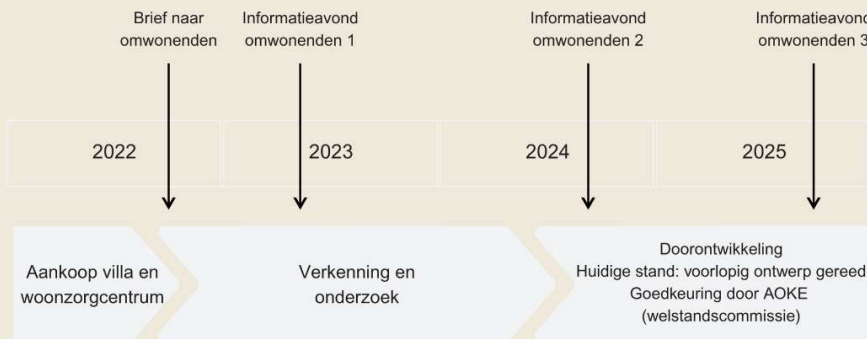 Brief naar
omwonenden
Informatieavond
omwonenden 1
Informatieavond
omwonenden 2
Informatieavond
omwonenden 3
2022
2023
2024
2025
Aankoop villa en
woonzorgcentrum
Verkenning en
onderzoek
Doorontwikkeling
Huidige stand: voorlopig ontwerp gereed
Goedkeuring door AOKE
(welstandscommissie)